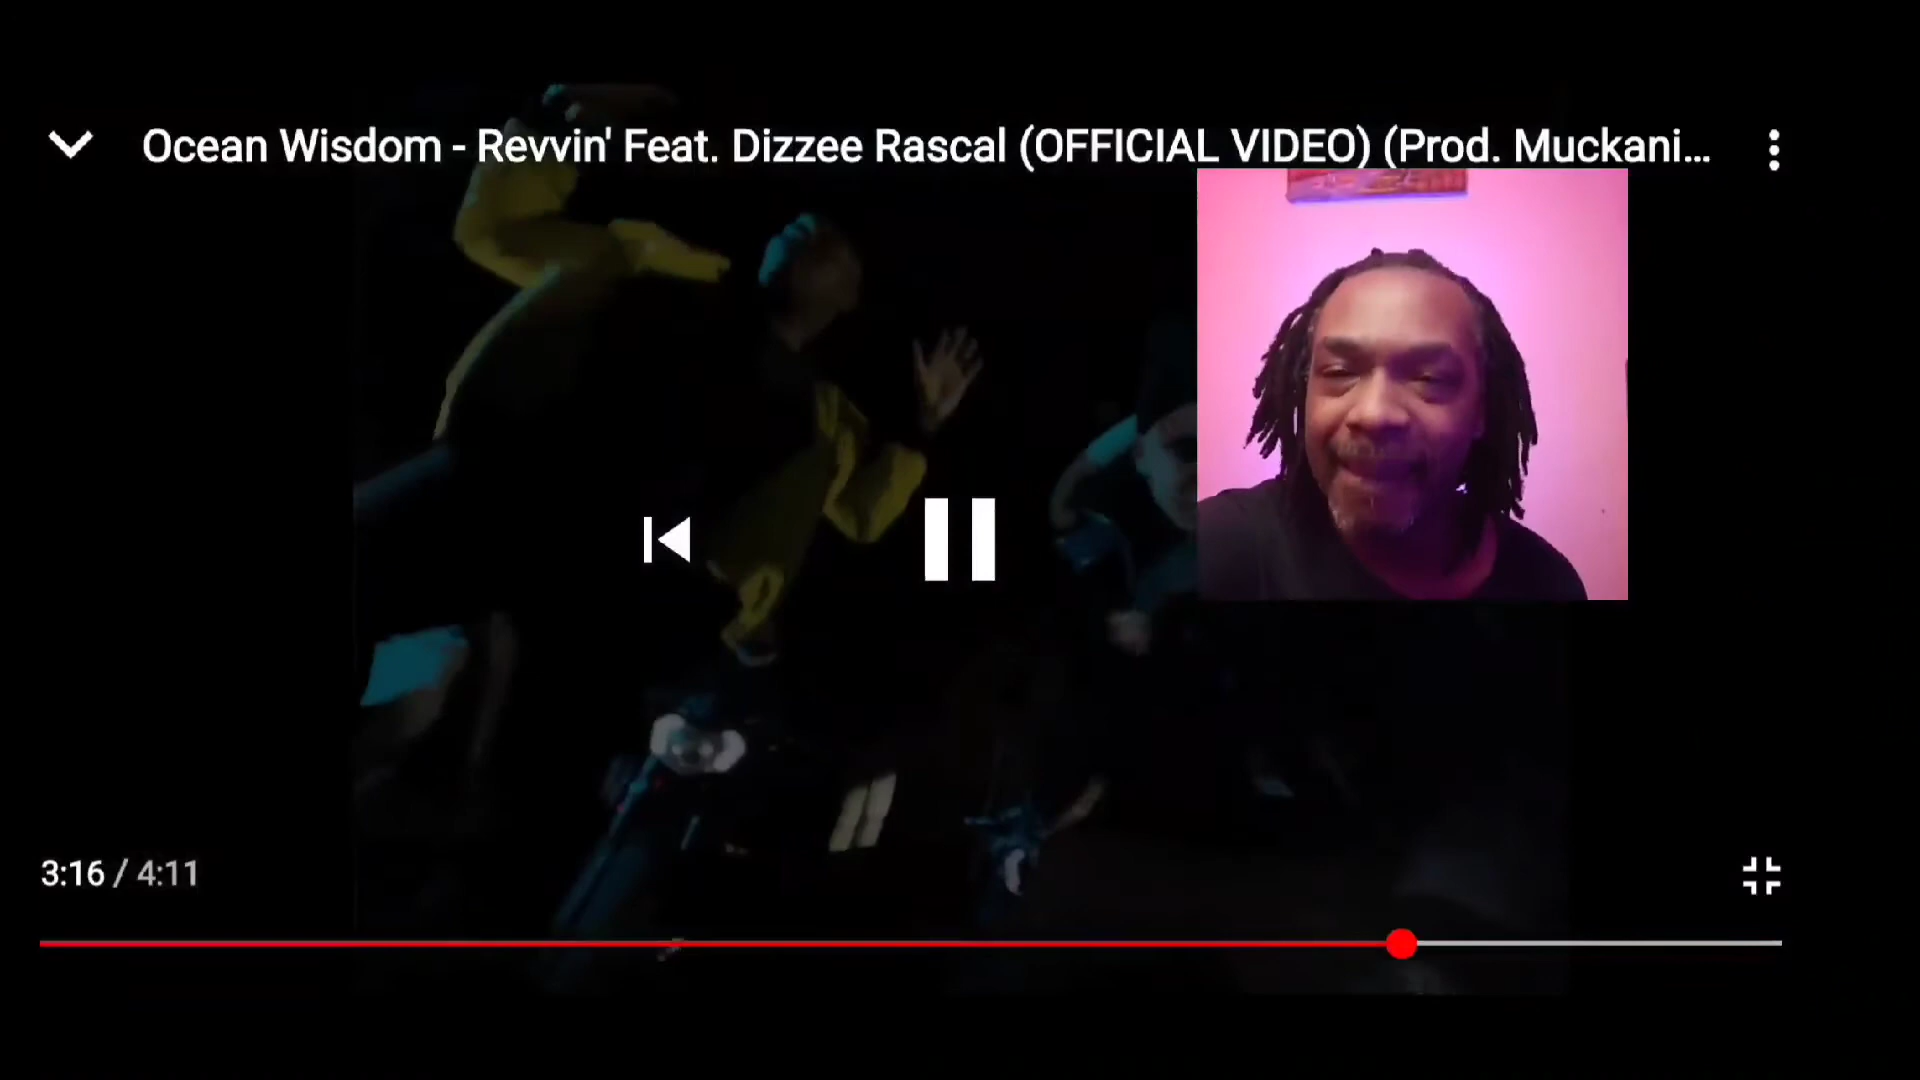 Ocean Wisdom - Revvin' Feat. Dizzee Rascal (OFFICIAL VIDEO) (Prod. Muckani...
3:16 / 4:11